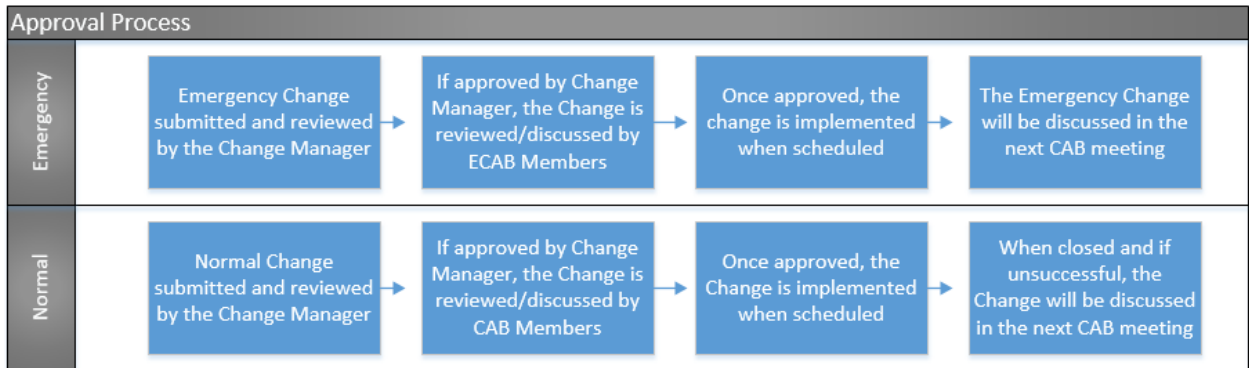 Approval Process
Emergency
Emergency Change
submitted and reviewed
by the Change Manager
If approved by Change
Manager, the Change is
reviewed/discussed by
ECAB Members
Once approved, the
change is implemented
when scheduled
The Emergency Change
will be discussed in the
next CAB meeting
Normal
Normal Change
submitted and reviewed
by the Change Manager
If approved by Change
Manager, the Change is
reviewed/discussed by
CAB Members
Once approved, the
Change is implemented
when scheduled
When closed and if
unsuccessful, the
Change will be discussed
in the next CAB meeting